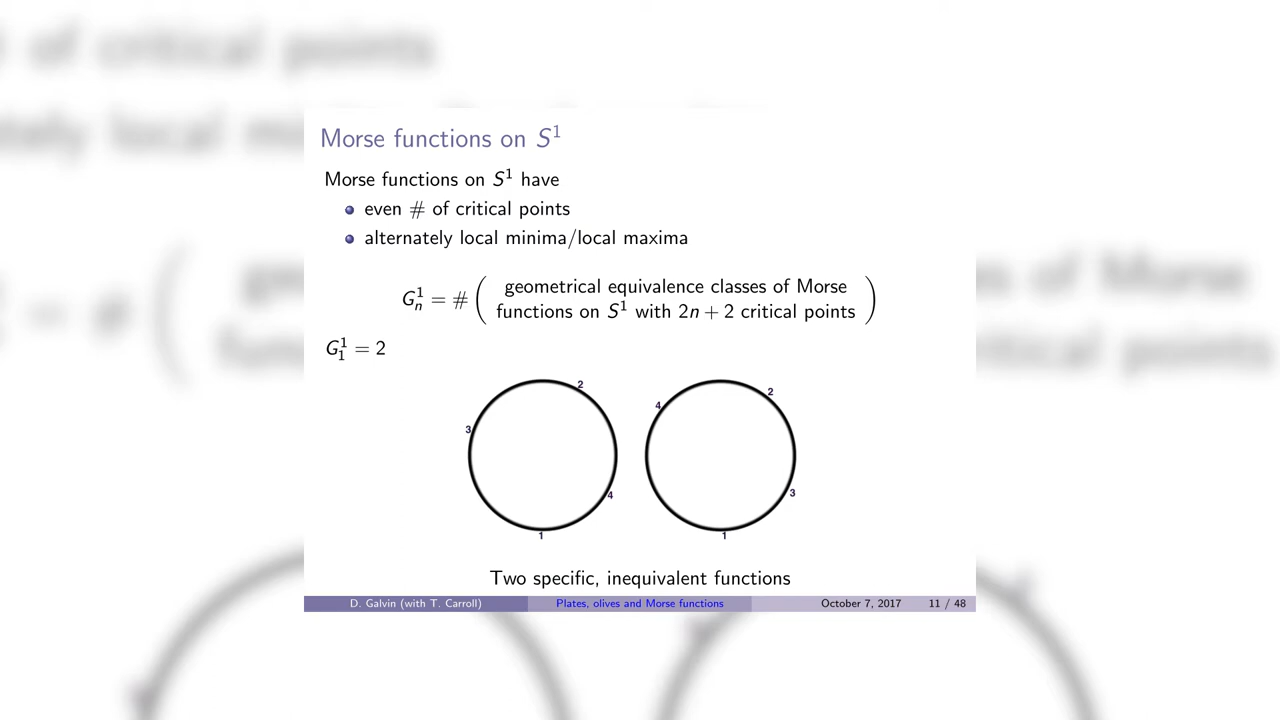 Morse functions on S¹
Morse functions on S¹ have
even # of critical points
alternately local minima/local maxima
G¹ₙ = # ( geometrical equivalence classes of Morse
functions on S¹ with 2n + 2 critical points )
G¹₁ = 2
2
3
4
1
2
4
3
1
Two specific, inequivalent functions
D. Galvin (with T. Carroll) Plates, olives and Morse functions October 7, 2017 11 / 48